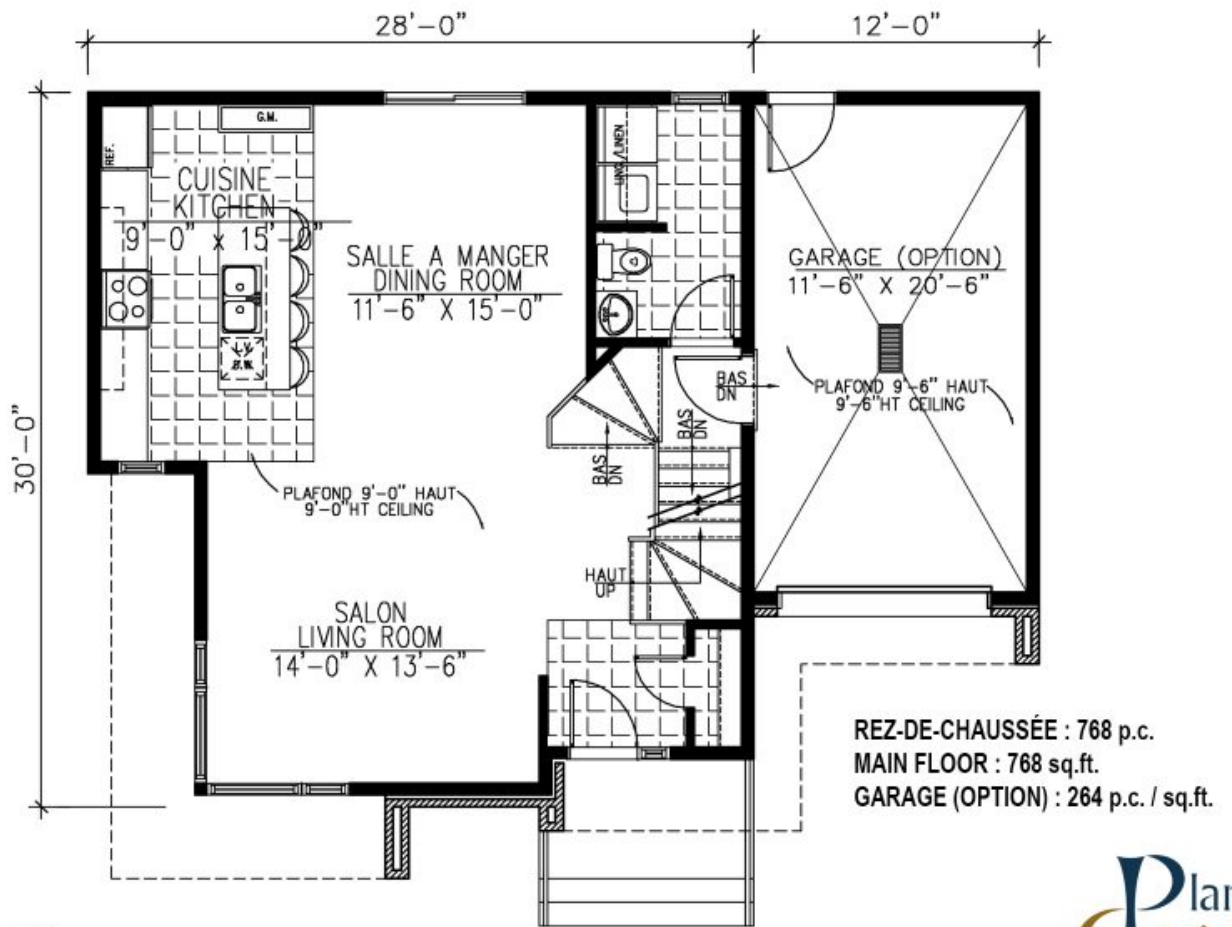 28'-0"
12'-0"
30'-0"
REF.
G.M.
CUISINE
KITCHEN
9'-0" x 15'-0"
SALLE A MANGER
DINING ROOM
11'-6" X 15'-0"
LING./LINEN
GARAGE (OPTION)
11'-6" X 20'-6"
L-V
D.W.
BAS
DN
PLAFOND 9'-6" HAUT
9'-6"HT CEILING
BAS
DN
BAS
DN
PLAFOND 9'-0" HAUT
9'-0"HT CEILING
HAUT
UP
SALON
LIVING ROOM
14'-0" X 13'-6"
REZ-DE-CHAUSSÉE : 768 p.c.
MAIN FLOOR : 768 sq.ft.
GARAGE (OPTION) : 264 p.c. / sq.ft.
Plan